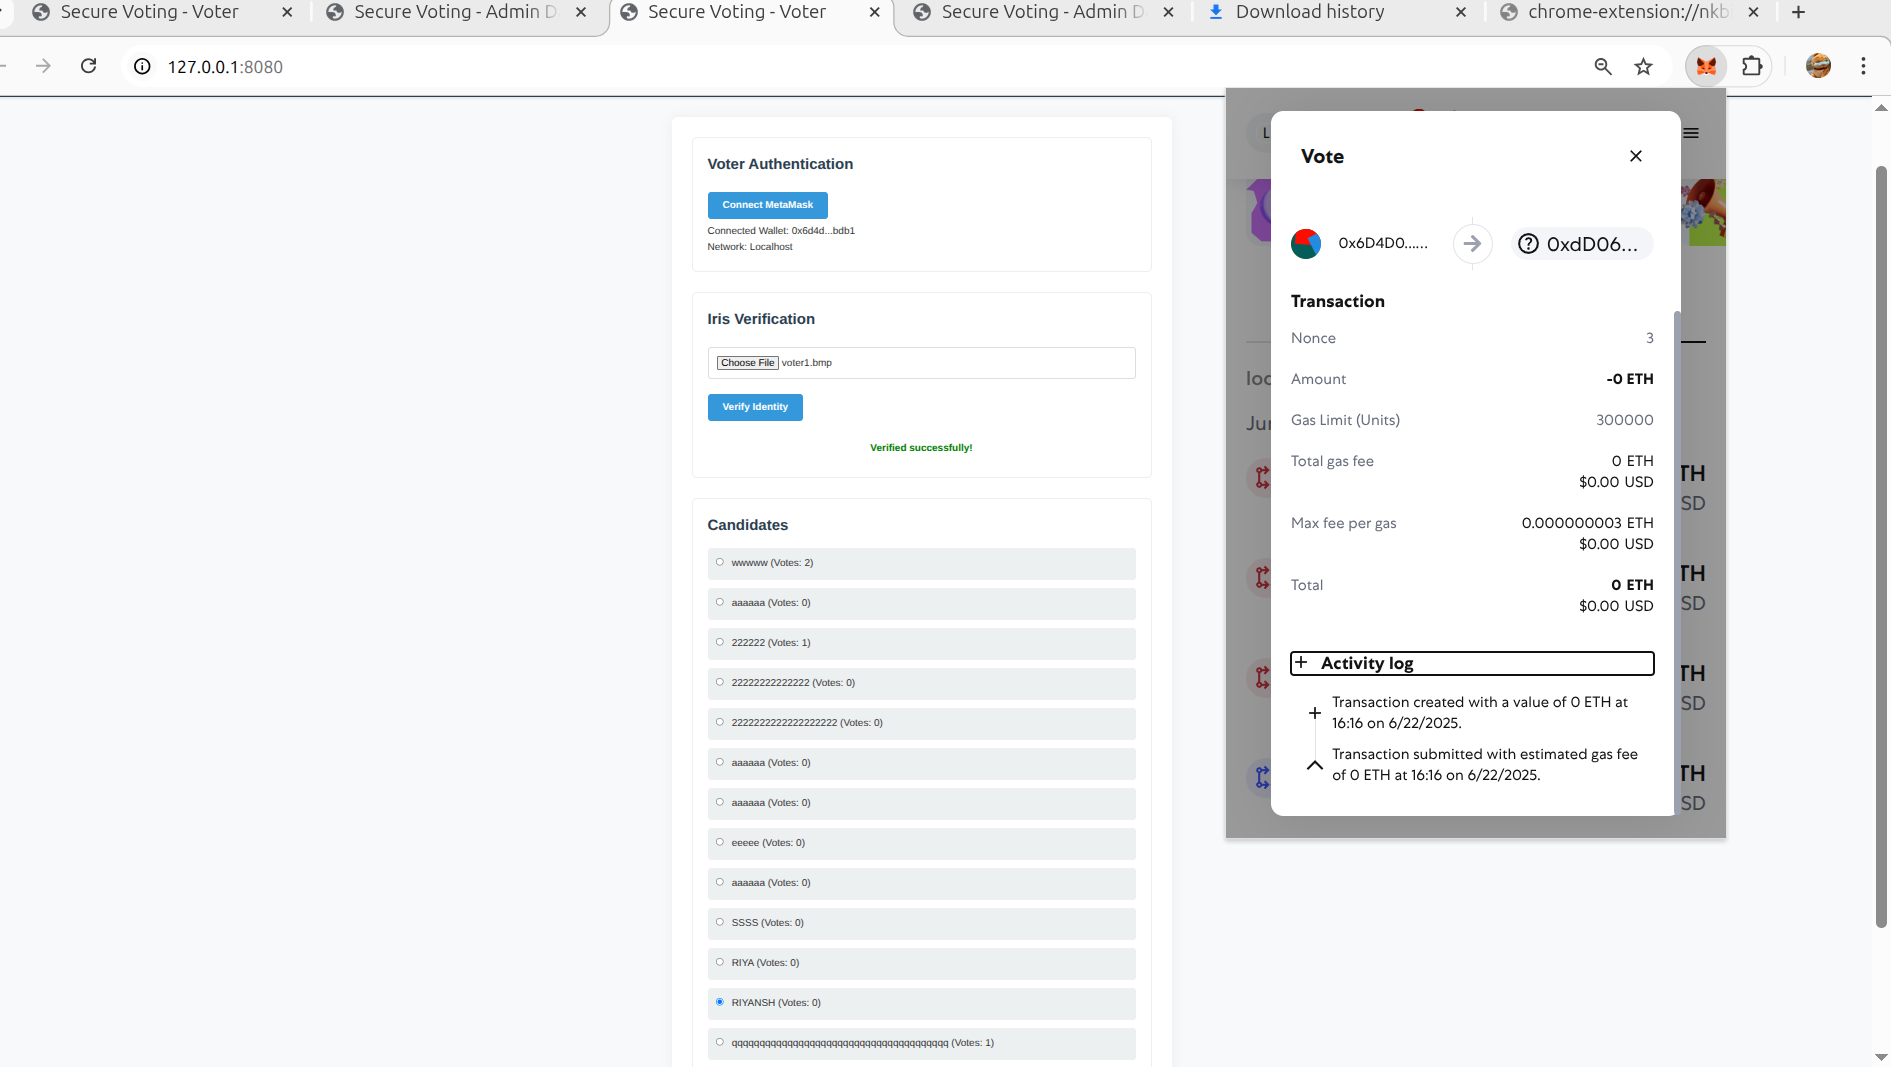 Secure Voting - Voter
Secure Voting - Admin D
Secure Voting - Voter
Secure Voting - Admin D
Download history
chrome-extension://nkb
127.0.0.1:8080
Voter Authentication
Connect MetaMask
Connected Wallet: 0x6d4d...bdb1
Network: Localhost
Iris Verification
Choose File voter1.bmp
Verify Identity
Verified successfully!
Candidates
wwwww (Votes: 2)
aaaaaa (Votes: 0)
222222 (Votes: 1)
22222222222222 (Votes: 0)
2222222222222222222 (Votes: 0)
aaaaaa (Votes: 0)
aaaaaa (Votes: 0)
eeeee (Votes: 0)
aaaaaa (Votes: 0)
SSSS (Votes: 0)
RIYA (Votes: 0)
RIYANSH (Votes: 0)
(Votes: 1)
L
Vote
0x6D4D0......
0xdD06...
Transaction
Nonce 3
Amount -0 ETH
Gas Limit (Units) 300000
Total gas fee 0 ETH
$0.00 USD
Max fee per gas 0.000000003 ETH
$0.00 USD
Total 0 ETH
$0.00 USD
Activity log
Transaction created with a value of 0 ETH at
16:16 on 6/22/2025.
Transaction submitted with estimated gas fee
of 0 ETH at 16:16 on 6/22/2025.
loc
Jur
TH
SD
TH
SD
TH
SD
TH
SD